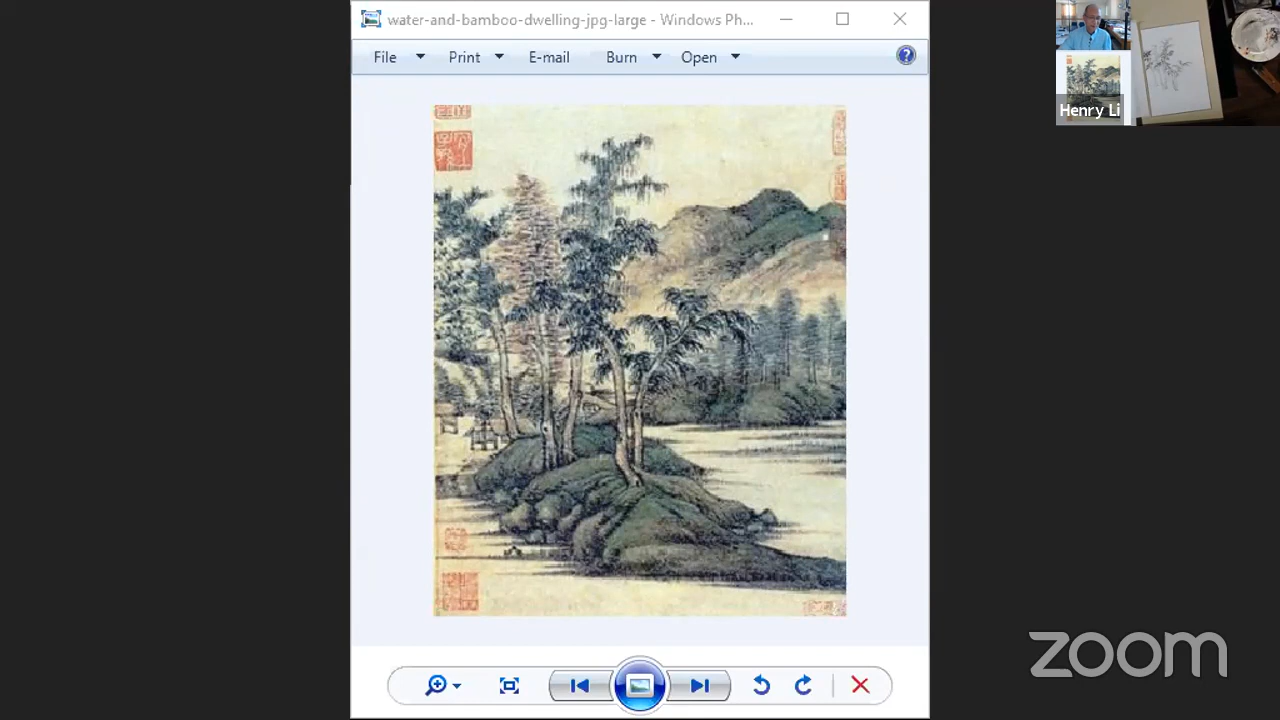 water-and-bamboo-dwelling-jpg-large - Windows Ph...
File Print E-mail Burn Open
Henry Li
zoom